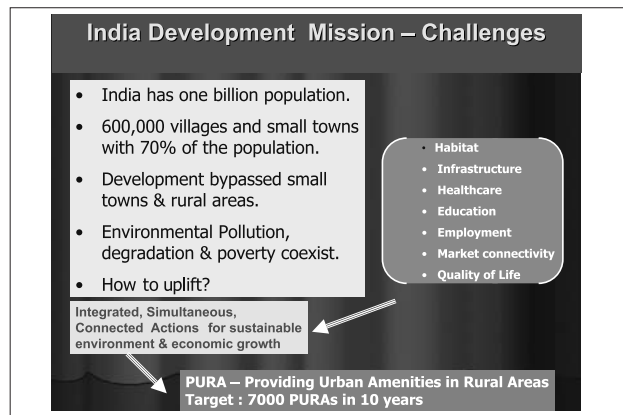 India Development Mission – Challenges
• India has one billion population.
• 600,000 villages and small towns
with 70% of the population.
• Development bypassed small
towns & rural areas.
• Environmental Pollution,
degradation & poverty coexist.
• How to uplift?
• Habitat
• Infrastructure
• Healthcare
• Education
• Employment
• Market connectivity
• Quality of Life
Integrated, Simultaneous,
Connected Actions for sustainable
environment & economic growth
PURA – Providing Urban Amenities in Rural Areas
Target : 7000 PURAs in 10 years